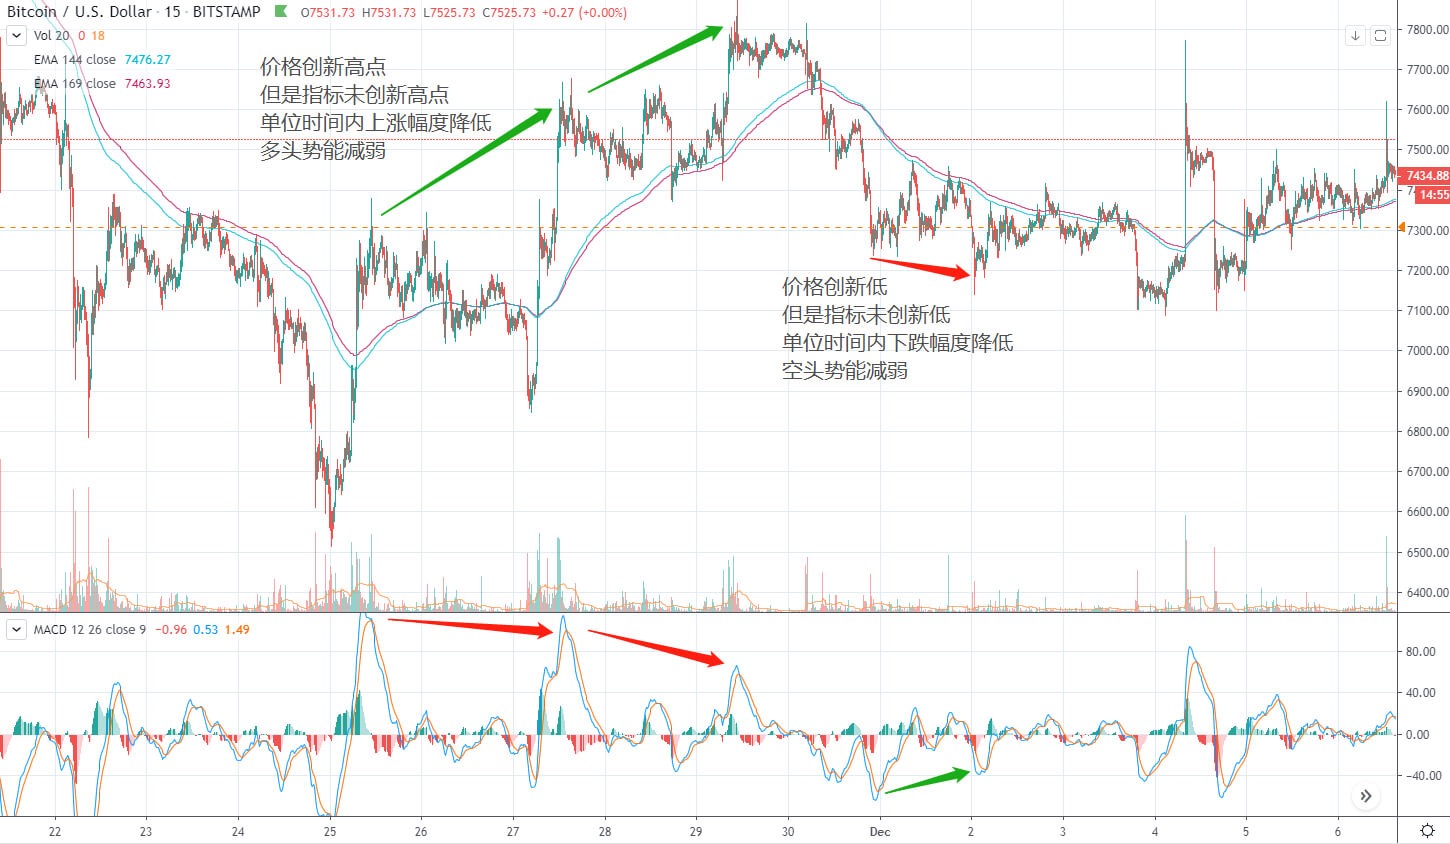 Bitcoin / U.S. Dollar · 15 · BITSTAMP O7531.73 H7531.73 L7525.73 C7525.73 +0.27 (+0.00%)
Vol 20 0 18
EMA 144 close 7476.27
EMA 169 close 7463.93
价格创新高点
但是指标未创新高点
单位时间内上涨幅度降低
多头势能减弱
价格创新低
但是指标未创新低
单位时间内下跌幅度降低
空头势能减弱
7800.00
7700.00
7600.00
7500.00
7434.88
14:55
7300.00
7200.00
7100.00
7000.00
6900.00
6800.00
6700.00
6600.00
6500.00
6400.00
MACD 12 26 close 9 −0.96 0.53 1.49
80.00
40.00
0.00
−40.00
22 23 24 25 26 27 28 29 30 Dec 2 3 4 5 6